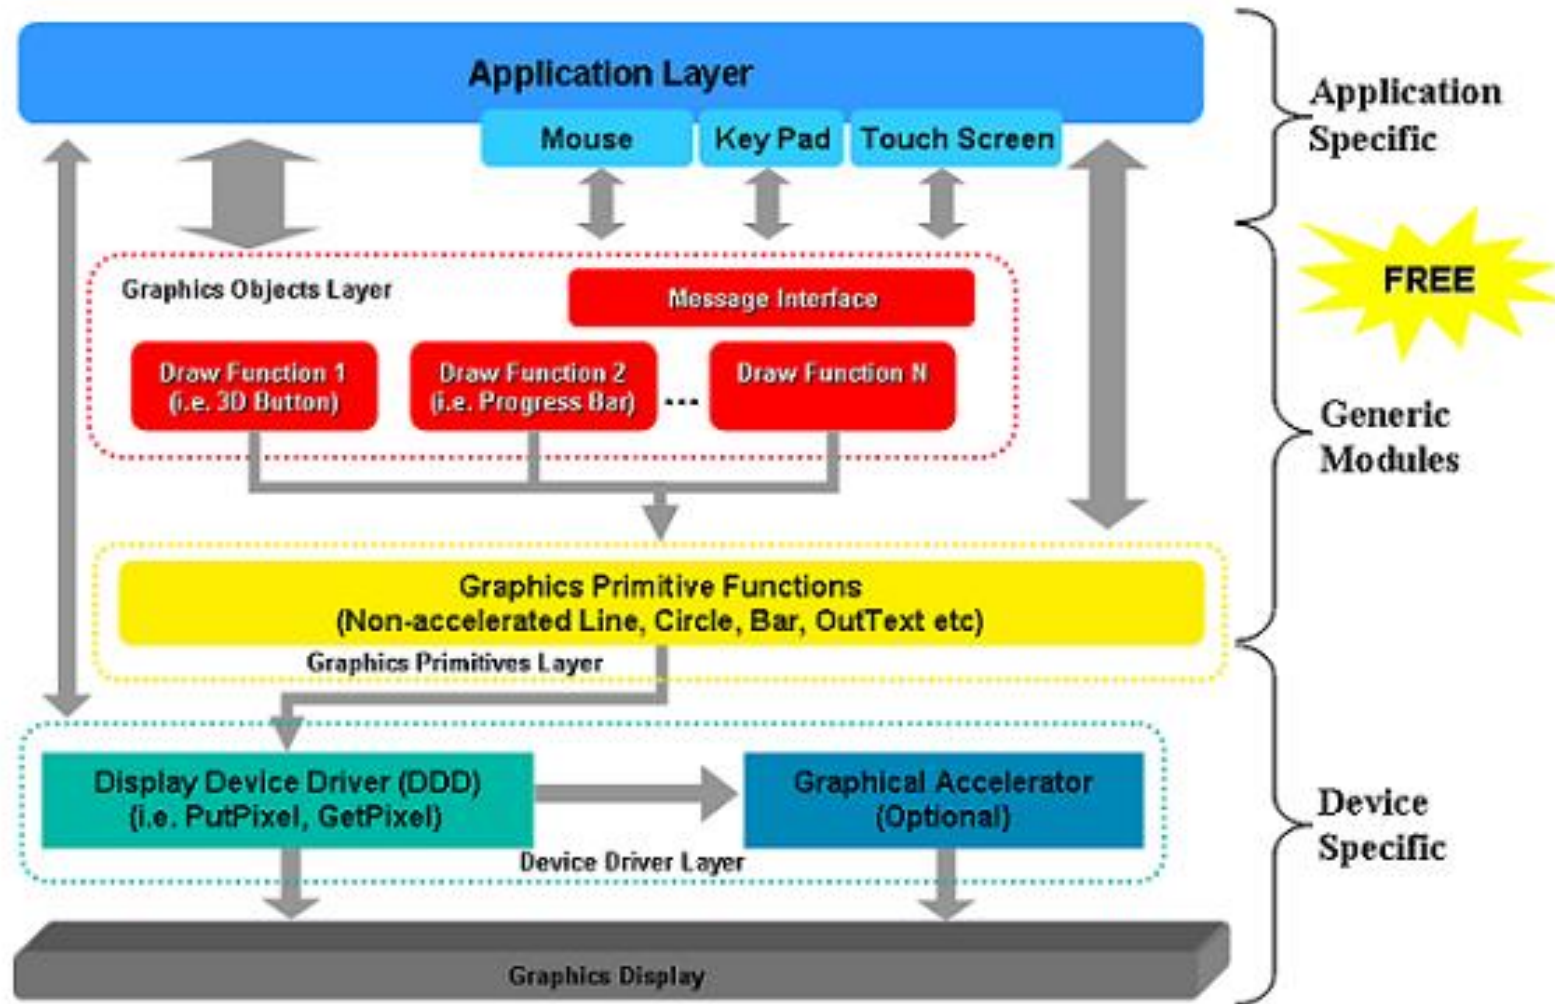 Application Layer
Mouse
Key Pad
Touch Screen
Application
Specific
FREE
Graphics Objects Layer
Message Interface
Draw Function 1
(i.e. 3D Button)
Draw Function 2
(i.e. Progress Bar)
...
Draw Function N
Generic
Modules
Graphics Primitive Functions
(Non-accelerated Line, Circle, Bar, OutText etc)
Graphics Primitives Layer
Display Device Driver (DDD)
(i.e. PutPixel, GetPixel)
Graphical Accelerator
(Optional)
Device Driver Layer
Device
Specific
Graphics Display